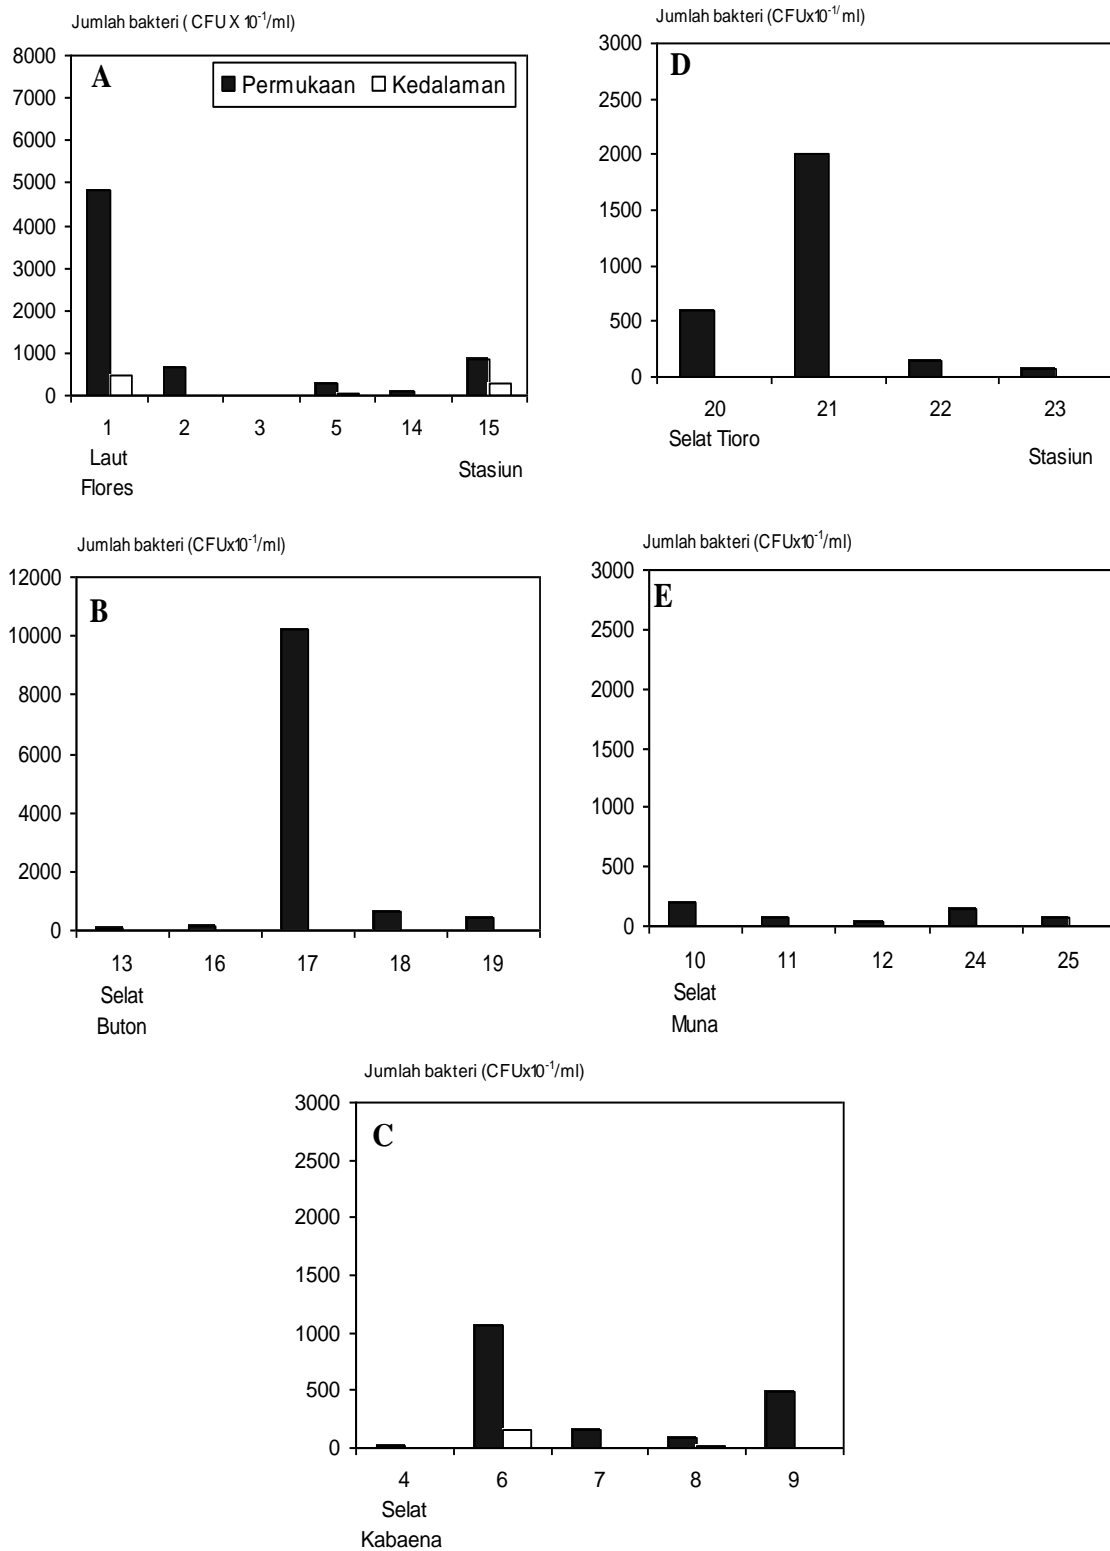 Jumlah bakteri ( CFU X 10⁻¹/ml)
8000
7000
6000
5000
4000
3000
2000
1000
0
A
Permukaan Kedalaman
1 2 3 5 14 15
Laut
Flores
Stasiun
Jumlah bakteri (CFUx10⁻¹/ ml)
3000
2500
2000
1500
1000
500
0
D
20 21 22 23
Selat Tioro
Stasiun
Jumlah bakteri (CFUx10⁻¹/ml)
12000
10000
8000
6000
4000
2000
0
B
13 16 17 18 19
Selat
Buton
Jumlah bakteri (CFUx10⁻¹/ml)
3000
2500
2000
1500
1000
500
0
E
10 11 12 24 25
Selat
Muna
Jumlah bakteri (CFUx10⁻¹/ml)
3000
2500
2000
1500
1000
500
0
C
4 6 7 8 9
Selat
Kabaena